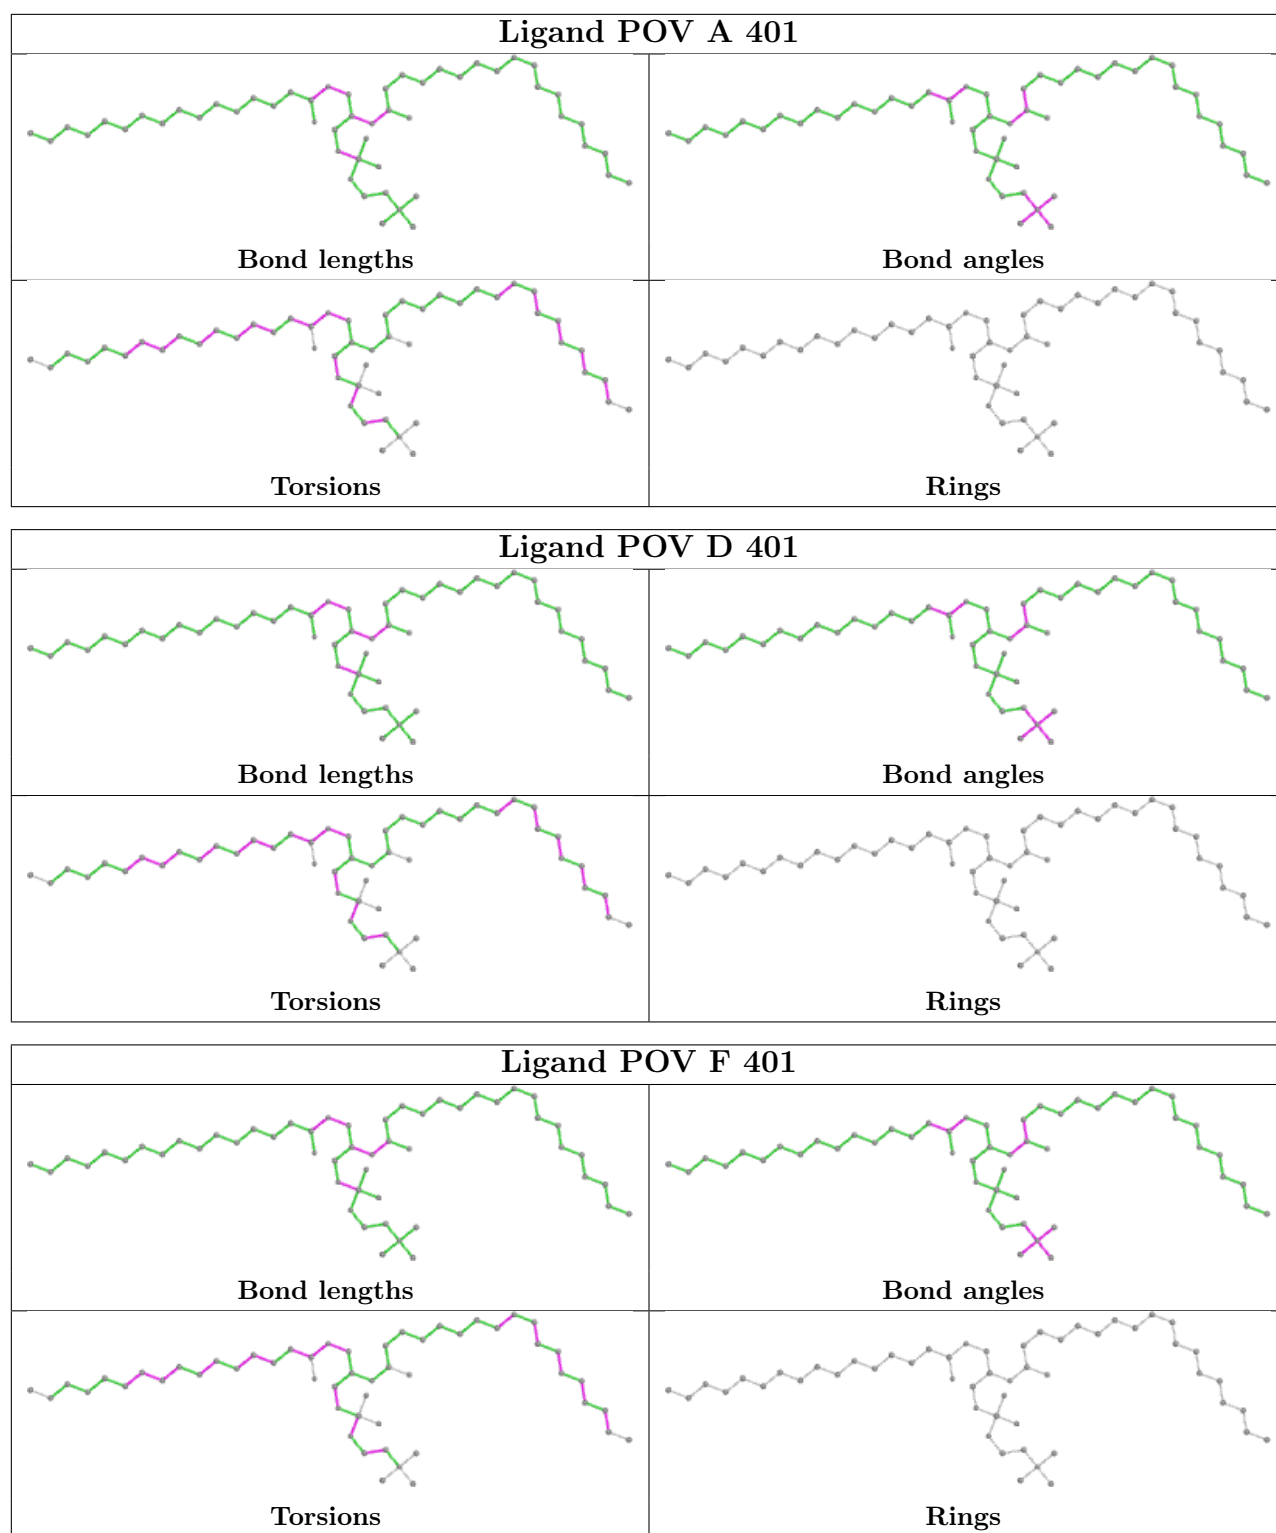 Ligand POV A 401
Bond lengths
Bond angles
Torsions
Rings
Ligand POV D 401
Bond lengths
Bond angles
Torsions
Rings
Ligand POV F 401
Bond lengths
Bond angles
Torsions
Rings